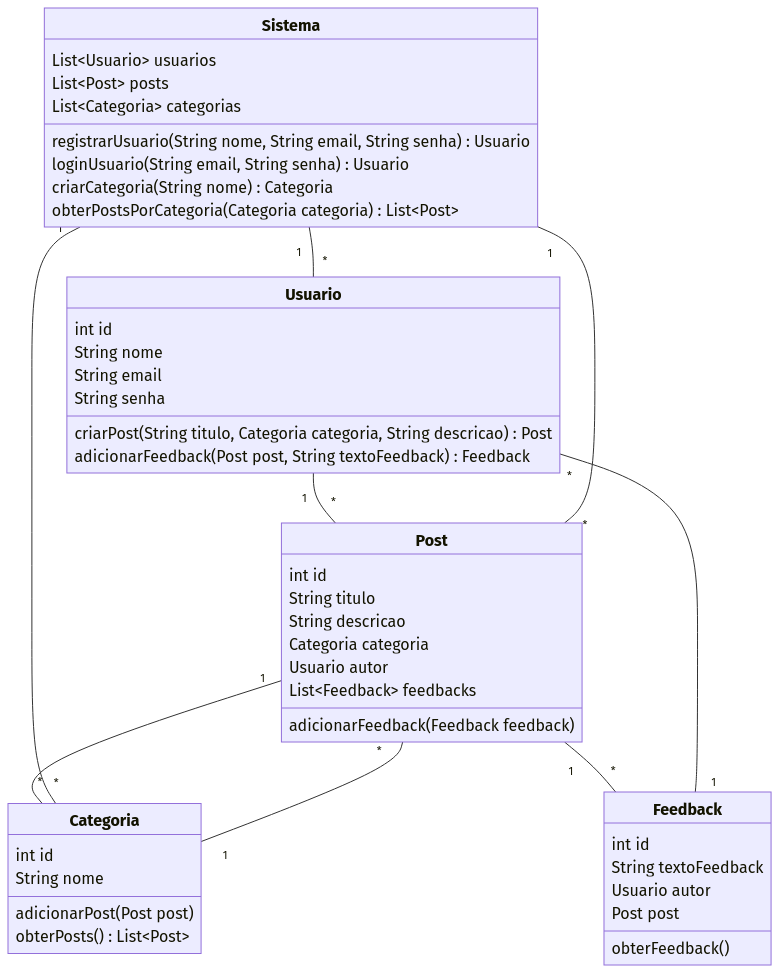 Sistema
List<Usuario> usuarios
List<Post> posts
List<Categoria> categorias
registrarUsuario(String nome, String email, String senha) : Usuario
loginUsuario(String email, String senha) : Usuario
criarCategoria(String nome) : Categoria
obterPostsPorCategoria(Categoria categoria) : List<Post>
1
1
*
1
Usuario
int id
String nome
String email
String senha
criarPost(String titulo, Categoria categoria, String descricao) : Post
adicionarFeedback(Post post, String textoFeedback) : Feedback
*
1
*
*
Post
int id
String titulo
String descricao
Categoria categoria
Usuario autor
List<Feedback> feedbacks
adicionarFeedback(Feedback feedback)
1
*
1
*
1
*
*
1
Categoria
int id
String nome
adicionarPost(Post post)
obterPosts() : List<Post>
Feedback
int id
String textoFeedback
Usuario autor
Post post
obterFeedback()